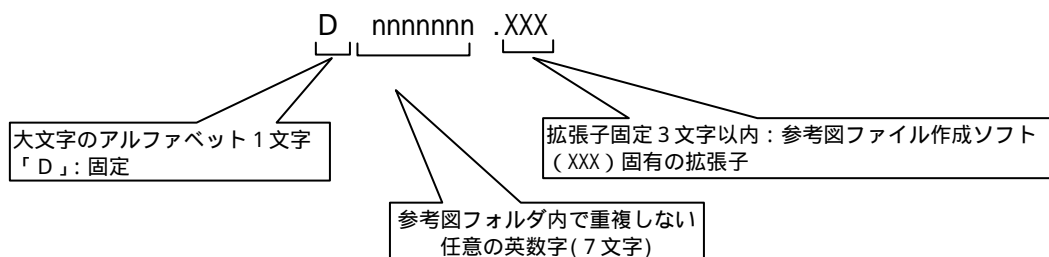 D nnnnnnn .XXX
大文字のアルファベット1文字
「D」：固定
拡張子固定3文字以内：参考図ファイル作成ソフト
(XXX)固有の拡張子
参考図フォルダ内で重複しない
任意の英数字(7文字)